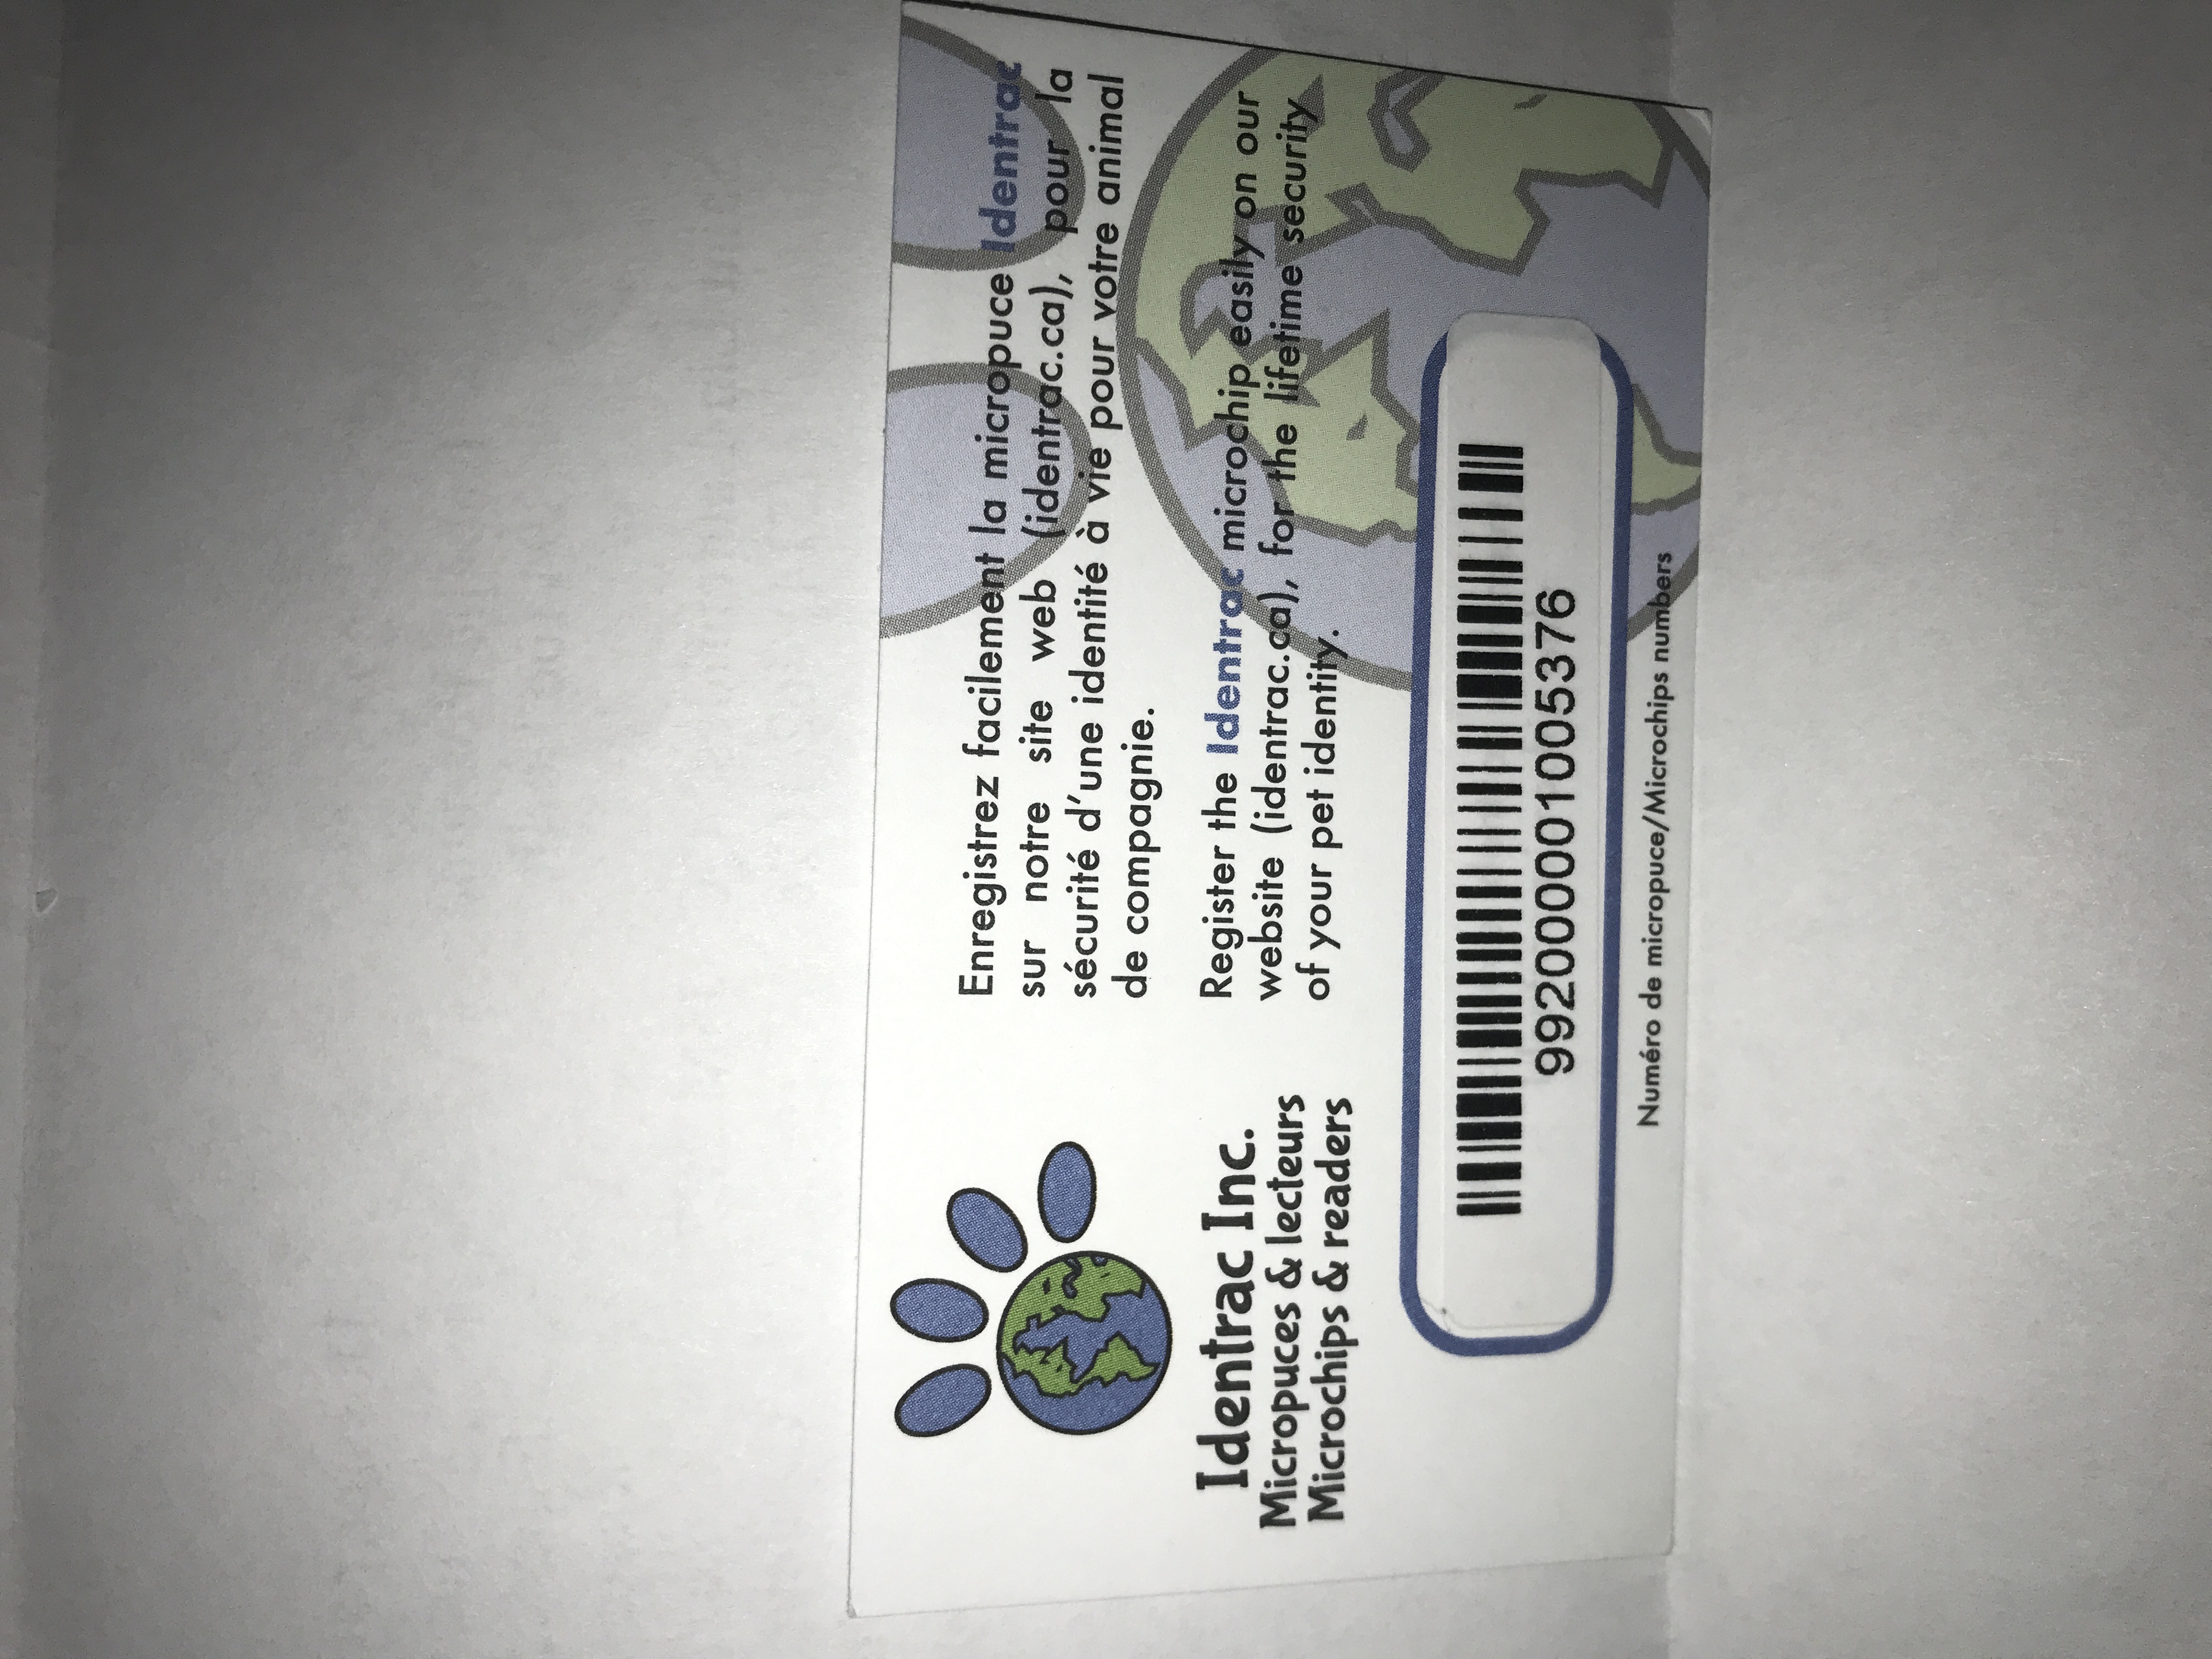 Enregistrez facilement la micropuce Identrac
sur notre site web (identrac.ca), pour la
sécurité d'une identité à vie pour votre animal
de compagnie.
Register the Identrac microchip easily on our
website (identrac.ca), for the lifetime security
of your pet identity.
Identrac Inc.
Micropuces & lecteurs
Microchips & readers
992000001005376
Numéro de micropuce/Microchips numbers